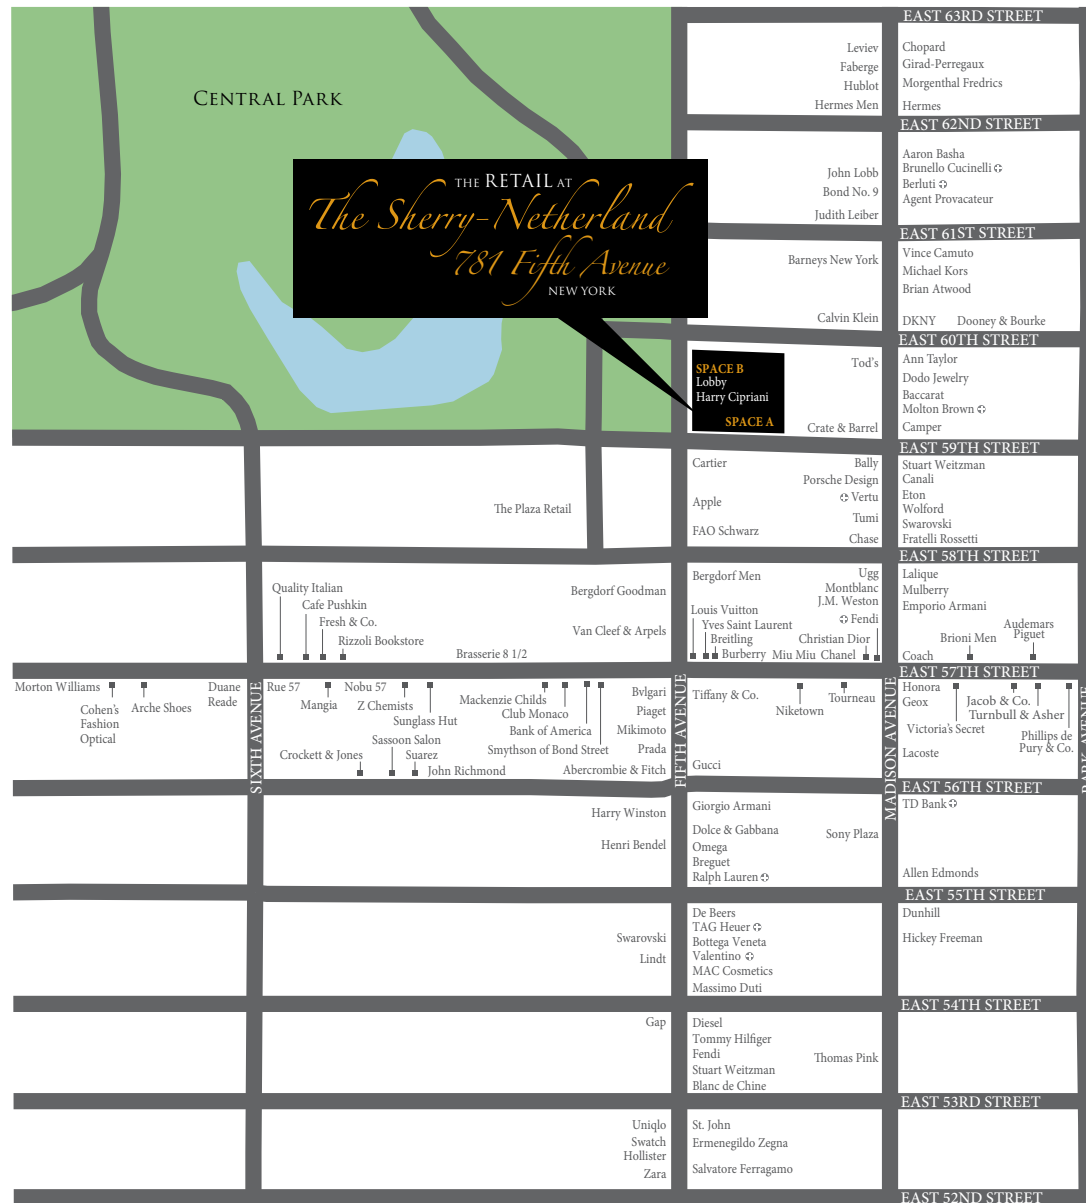 EAST 63RD STREET
Leviev
Faberge
Hublot
Hermes Men
Chopard
Girad-Perregaux
Morgenthal Fredrics
Hermes
CENTRAL PARK
EAST 62ND STREET
John Lobb
Bond No. 9
Judith Leiber
Aaron Basha
Brunello Cucinelli
Berluti
Agent Provacateur
THE RETAIL AT
The Sherry-Netherland
781 Fifth Avenue
NEW YORK
EAST 61ST STREET
Barneys New York
Calvin Klein
Vince Camuto
Michael Kors
Brian Atwood
DKNY Dooney & Bourke
EAST 60TH STREET
SPACE B
Lobby
Harry Cipriani
SPACE A
Tod's
Crate & Barrel
Ann Taylor
Dodo Jewelry
Baccarat
Molton Brown
Camper
EAST 59TH STREET
The Plaza Retail
Cartier
Apple
FAO Schwarz
Bally
Porsche Design
Vertu
Tumi
Chase
Stuart Weitzman
Canali
Eton
Wolford
Swarovski
Fratelli Rossetti
EAST 58TH STREET
Quality Italian
Cafe Pushkin
Fresh & Co.
Rizzoli Bookstore
Brasserie 8 1/2
Bergdorf Goodman
Van Cleef & Arpels
Bergdorf Men
Louis Vuitton
Yves Saint Laurent
Breitling
Burberry
Miu Miu
Chanel
Christian Dior
Ugg
Montblanc
J.M. Weston
Fendi
Lalique
Mulberry
Emporio Armani
Audemars
Piguet
Brioni Men
Coach
EAST 57TH STREET
Morton Williams
Cohen's
Fashion
Optical
Arche Shoes
Duane
Reade
SIXTH AVENUE
Rue 57
Mangia
Nobu 57
Z Chemists
Sunglass Hut
Sassoon Salon
Crockett & Jones
Suarez
John Richmond
Mackenzie Childs
Club Monaco
Bank of America
Smythson of Bond Street
Abercrombie & Fitch
Bvlgari
Piaget
Mikimoto
Prada
FIFTH AVENUE
Tiffany & Co.
Niketown
Tourneau
Gucci
MADISON AVENUE
Honora
Geox
Victoria's Secret
Jacob & Co.
Turnbull & Asher
Phillips de
Pury & Co.
Lacoste
PARK AVENUE
EAST 56TH STREET
Harry Winston
Henri Bendel
Giorgio Armani
Dolce & Gabbana
Omega
Breguet
Ralph Lauren
Sony Plaza
TD Bank
Allen Edmonds
EAST 55TH STREET
Swarovski
Lindt
De Beers
TAG Heuer
Bottega Veneta
Valentino
MAC Cosmetics
Massimo Duti
Dunhill
Hickey Freeman
EAST 54TH STREET
Gap
Diesel
Tommy Hilfiger
Fendi
Stuart Weitzman
Blanc de Chine
Thomas Pink
EAST 53RD STREET
Uniqlo
Swatch
Hollister
Zara
St. John
Ermenegildo Zegna
Salvatore Ferragamo
EAST 52ND STREET